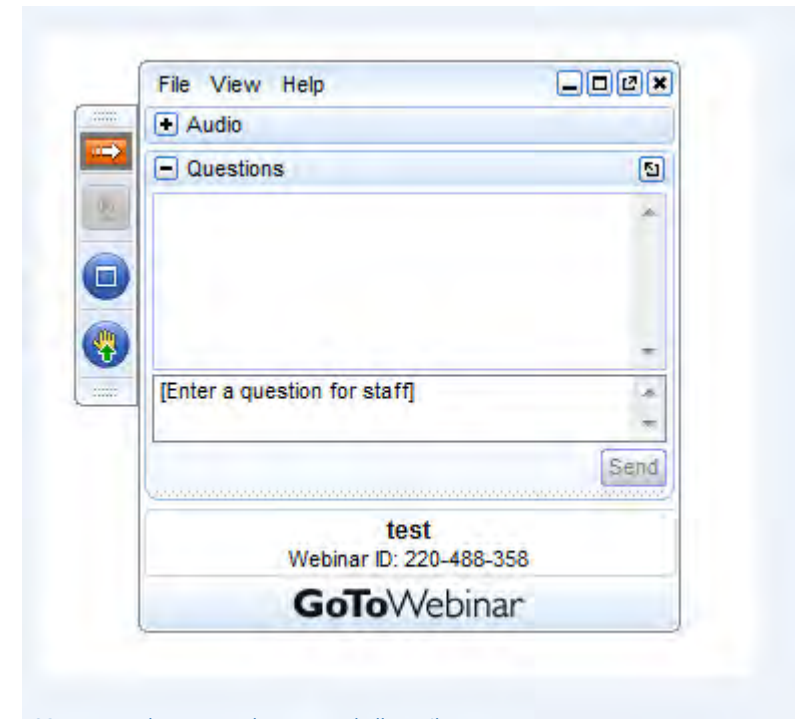 File View Help
Audio
Questions
[Enter a question for staff]
Send
test
Webinar ID: 220-488-358
GoToWebinar